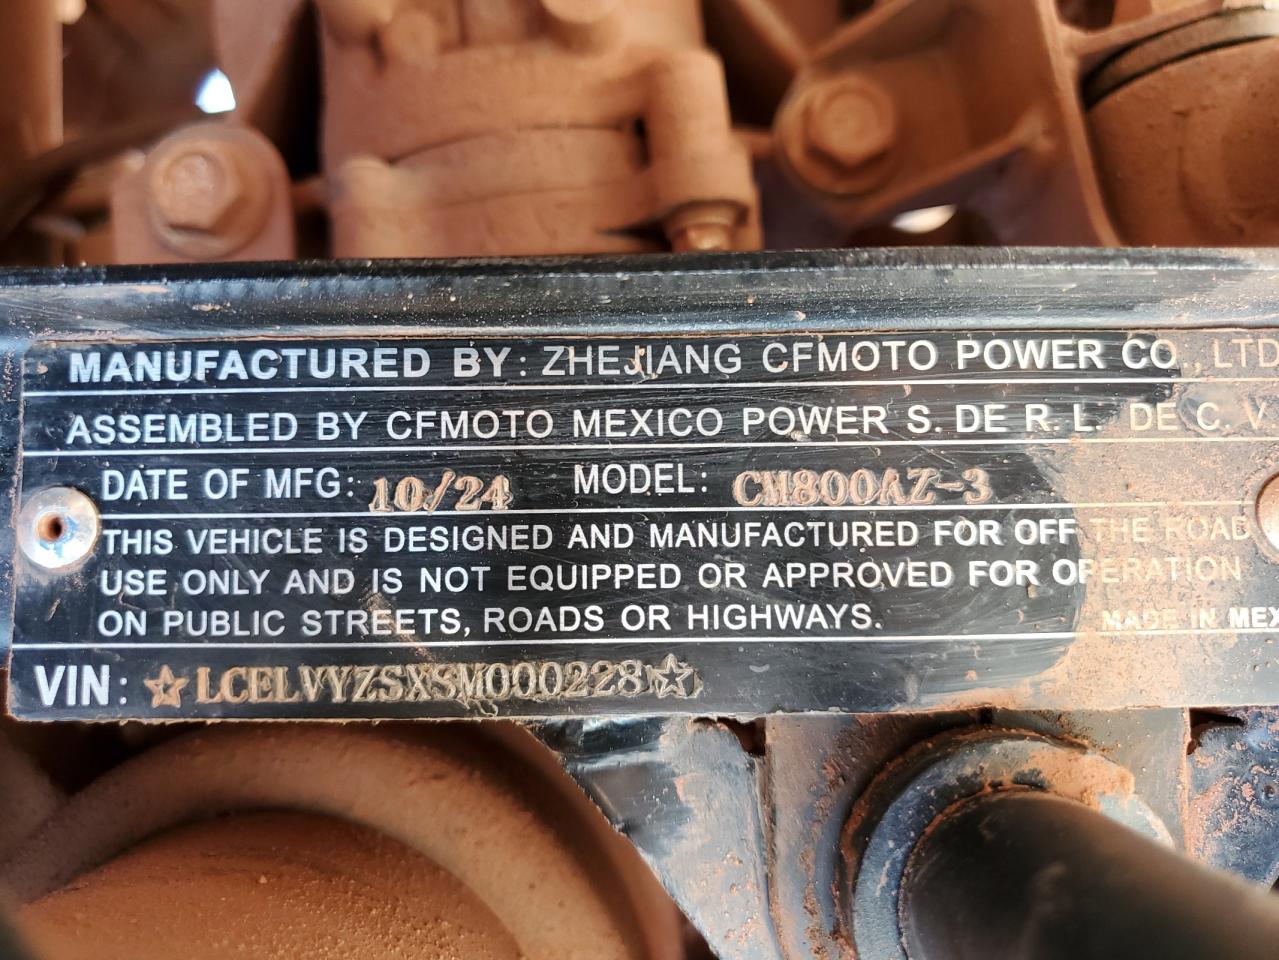 MANUFACTURED BY: ZHEJIANG CFMOTO POWER CO., LTD
ASSEMBLED BY CFMOTO MEXICO POWER S. DE R. L. DE C. V.
DATE OF MFG: 10/24 MODEL: CM800AZ-3
THIS VEHICLE IS DESIGNED AND MANUFACTURED FOR OFF THE ROAD
USE ONLY AND IS NOT EQUIPPED OR APPROVED FOR OPERATION
ON PUBLIC STREETS, ROADS OR HIGHWAYS.
MADE IN MEX
VIN: ☆LCELVYZSXSM000228☆